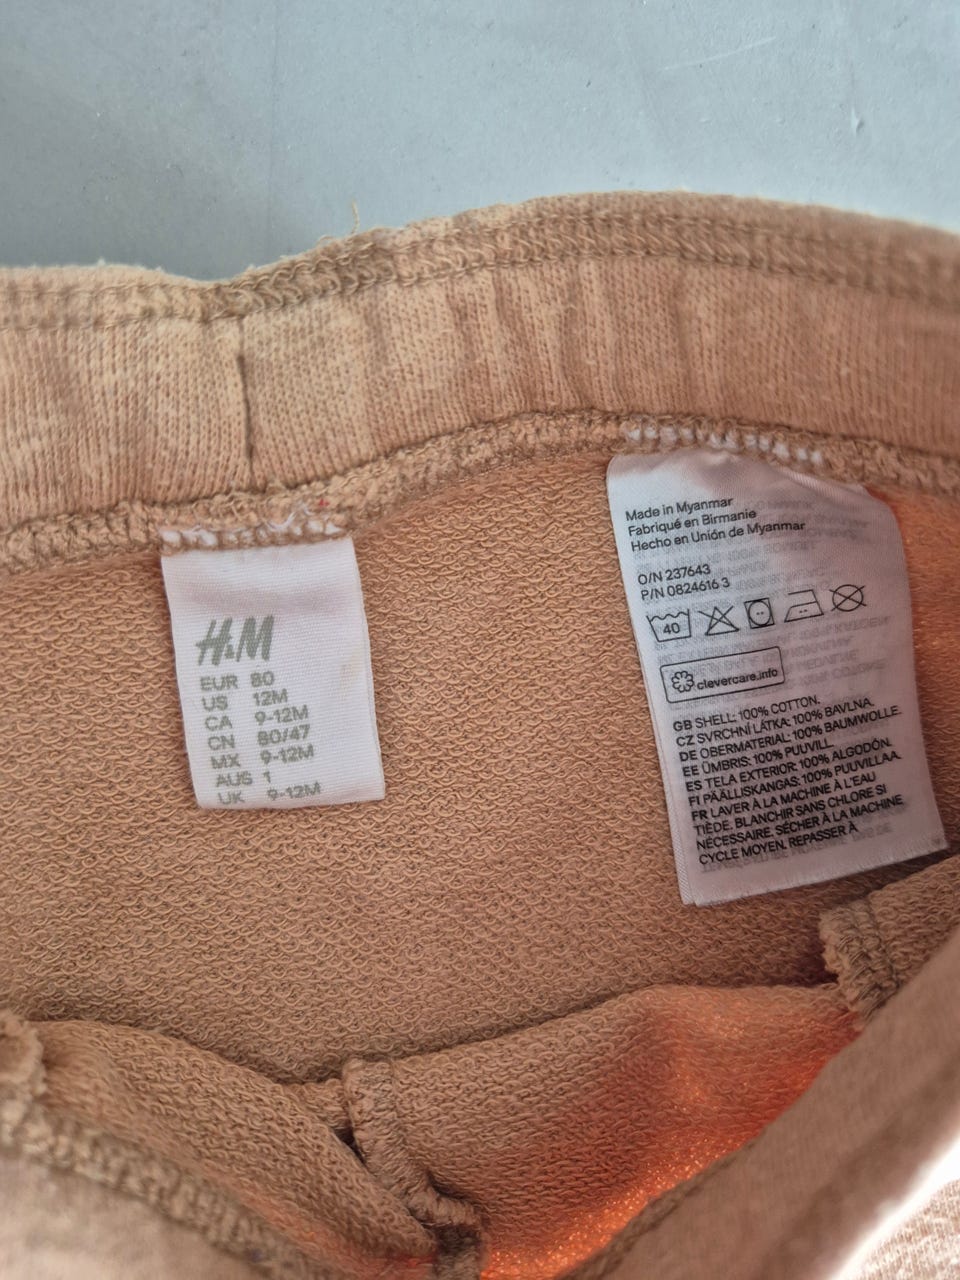 H&M
EUR 80
US 12M
CA 9-12M
CN 80/47
MX 9-12M
AUS 1
UK 9-12M
Made in Myanmar
Fabriqué en Birmanie
Hecho en Unión de Myanmar
O/N 237643
P/N 0824616 3
40
clevercare.info
GB SHELL: 100% COTTON.
CZ SVRCHNÍ LÁTKA: 100% BAVLNA.
DE OBERMATERIAL: 100% BAUMWOLLE.
EE ÜMBRIS: 100% PUUVILL.
ES TELA EXTERIOR: 100% ALGODÓN.
FI PÄÄLLISKANGAS: 100% PUUVILLAA.
FR LAVER À LA MACHINE À L'EAU
TIÈDE. BLANCHIR SANS CHLORE SI
NÉCESSAIRE. SÉCHER À LA MACHINE
CYCLE MOYEN. REPASSER À